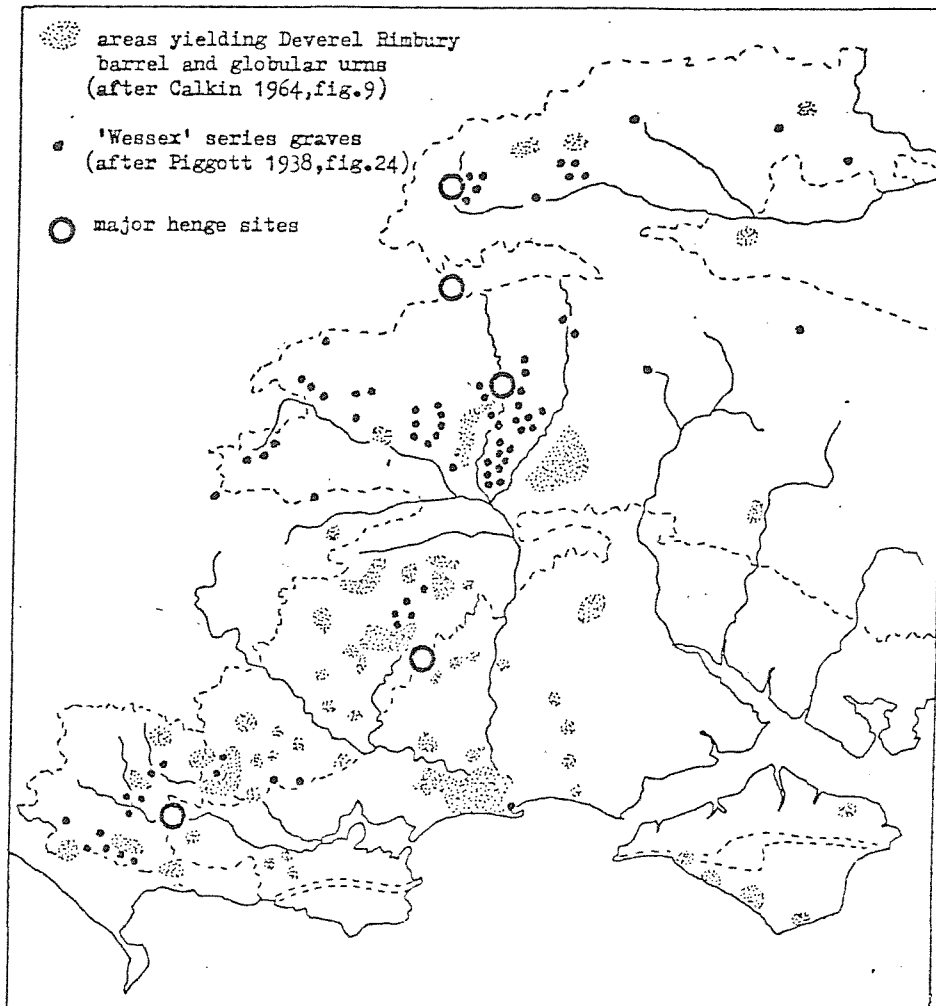 areas yielding Deverel Rimbury
barrel and globular urns
(after Calkin 1964,fig.9)
'Wessex' series graves
(after Piggott 1938,fig.24)
major henge sites